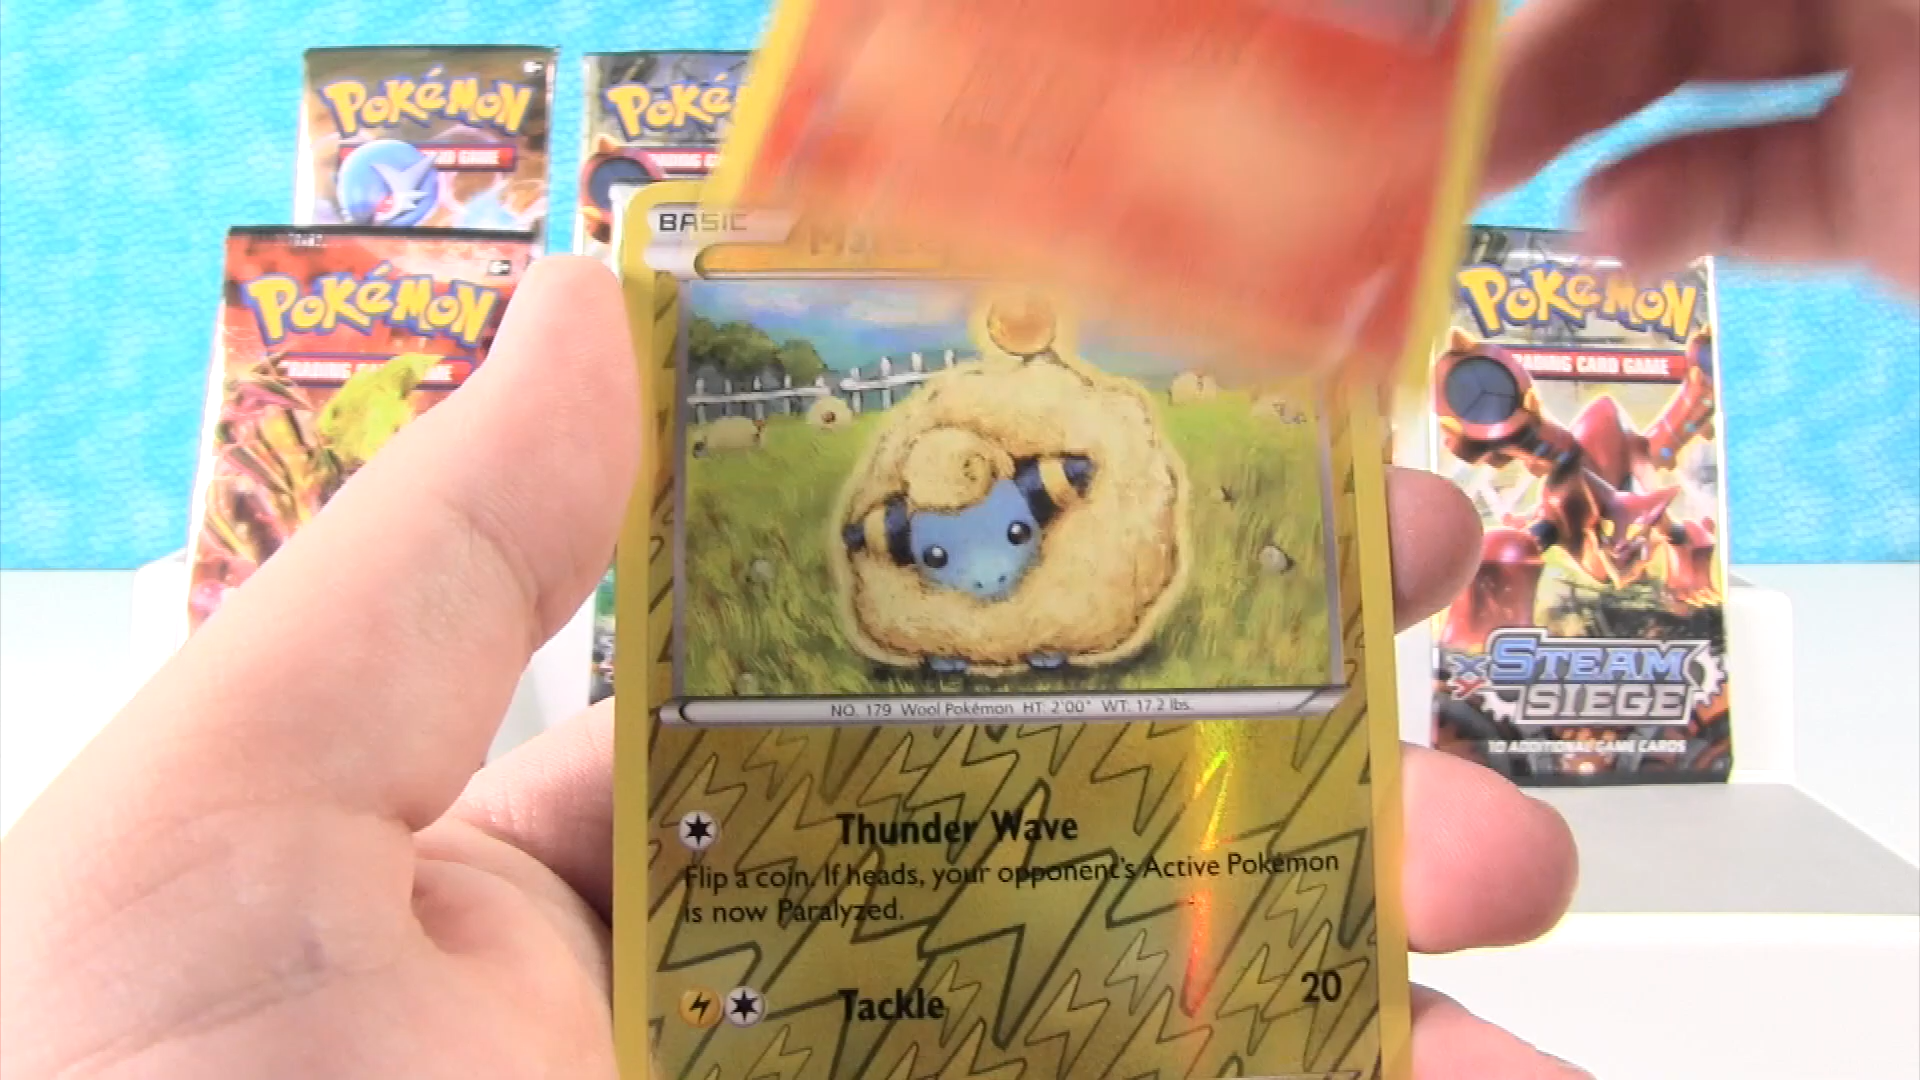 POKéMON
POKé
POKéMON
POKéMON
TRADING CARD GAME
BASIC
NO. 179 Wool Pokémon HT: 2'00" WT: 17.2 lbs.
Thunder Wave
Flip a coin. If heads, your opponent's Active Pokémon
is now Paralyzed.
Tackle 20
XY STEAM
SIEGE
10 ADDITIONAL GAME CARDS